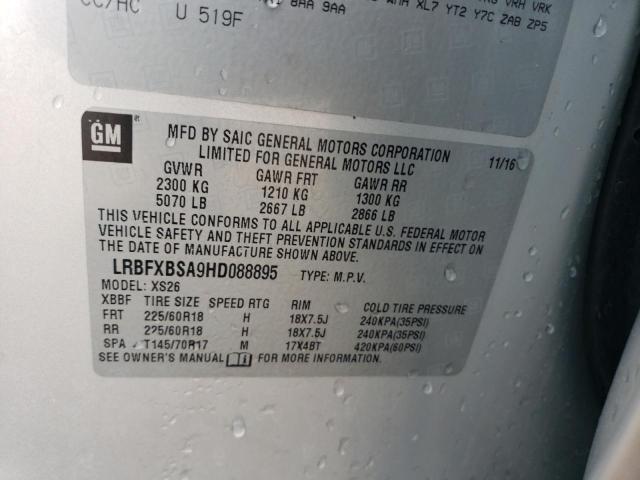 CC7HC U 519F 8AA 9AA XL7 YT2 Y7C ZAB ZP5
VRH VRK
GM
MFD BY SAIC GENERAL MOTORS CORPORATION
LIMITED FOR GENERAL MOTORS LLC
11/16
GVWR GAWR FRT GAWR RR
2300 KG 1210 KG 1300 KG
5070 LB 2667 LB 2866 LB
THIS VEHICLE CONFORMS TO ALL APPLICABLE U.S. FEDERAL MOTOR
VEHICLE SAFETY AND THEFT PREVENTION STANDARDS IN EFFECT ON
THE DATE OF MANUFACTURE SHOWN ABOVE.
LRBFXBSA9HD088895 TYPE: M.P.V.
MODEL: XS26
XBBF TIRE SIZE SPEED RTG RIM COLD TIRE PRESSURE
FRT 225/60R18 H 18X7.5J 240KPA(35PSI)
RR 225/60R18 H 18X7.5J 240KPA(35PSI)
SPA T145/70R17 M 17X4BT 420KPA(60PSI)
SEE OWNER'S MANUAL FOR ADDITIONAL INFORMATION